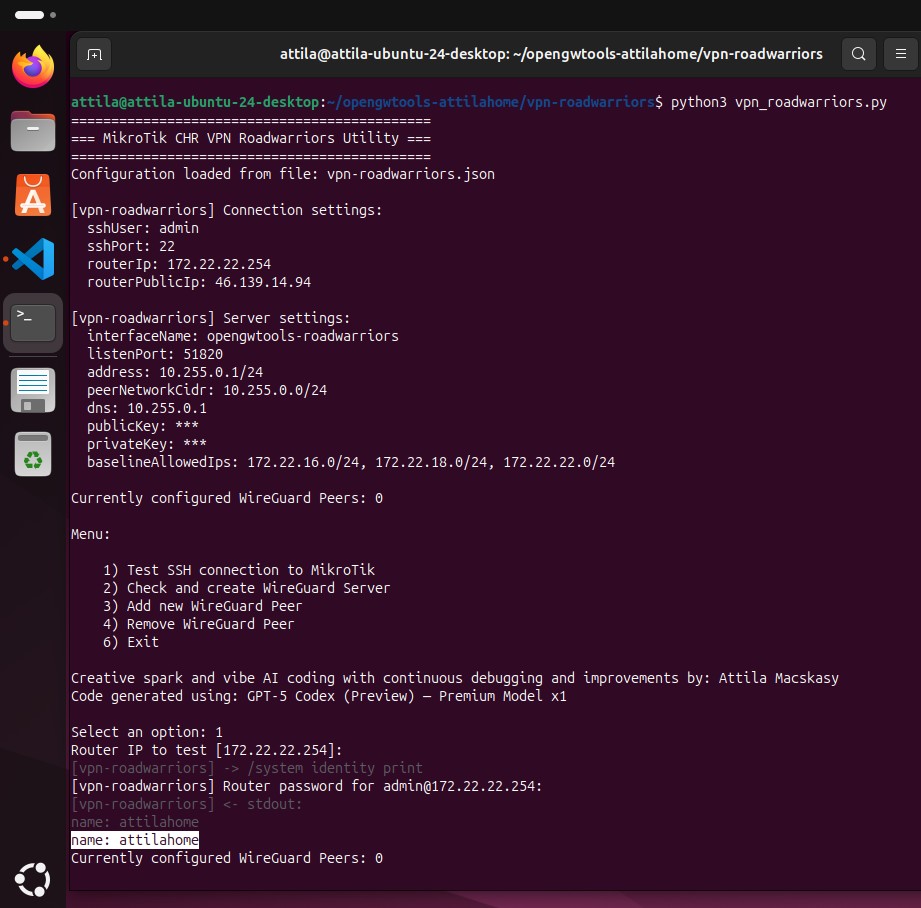 attila@attila-ubuntu-24-desktop: ~/opengwtools-attilahome/vpn-roadwarriors
attila@attila-ubuntu-24-desktop:~/opengwtools-attilahome/vpn-roadwarriors$ python3 vpn_roadwarriors.py
=============================================
=== MikroTik CHR VPN Roadwarriors Utility ===
=============================================
Configuration loaded from file: vpn-roadwarriors.json
[vpn-roadwarriors] Connection settings:
  sshUser: admin
  sshPort: 22
  routerIp: 172.22.22.254
  routerPublicIp: 46.139.14.94
[vpn-roadwarriors] Server settings:
  interfaceName: opengwtools-roadwarriors
  listenPort: 51820
  address: 10.255.0.1/24
  peerNetworkCidr: 10.255.0.0/24
  dns: 10.255.0.1
  publicKey: ***
  privateKey: ***
  baselineAllowedIps: 172.22.16.0/24, 172.22.18.0/24, 172.22.22.0/24
Currently configured WireGuard Peers: 0
Menu:
    1) Test SSH connection to MikroTik
    2) Check and create WireGuard Server
    3) Add new WireGuard Peer
    4) Remove WireGuard Peer
    6) Exit
Creative spark and vibe AI coding with continuous debugging and improvements by: Attila Macskasy
Code generated using: GPT-5 Codex (Preview) — Premium Model x1
Select an option: 1
Router IP to test [172.22.22.254]:
[vpn-roadwarriors] -> /system identity print
[vpn-roadwarriors] Router password for admin@172.22.22.254:
[vpn-roadwarriors] <- stdout:
name: attilahome
name: attilahome
Currently configured WireGuard Peers: 0